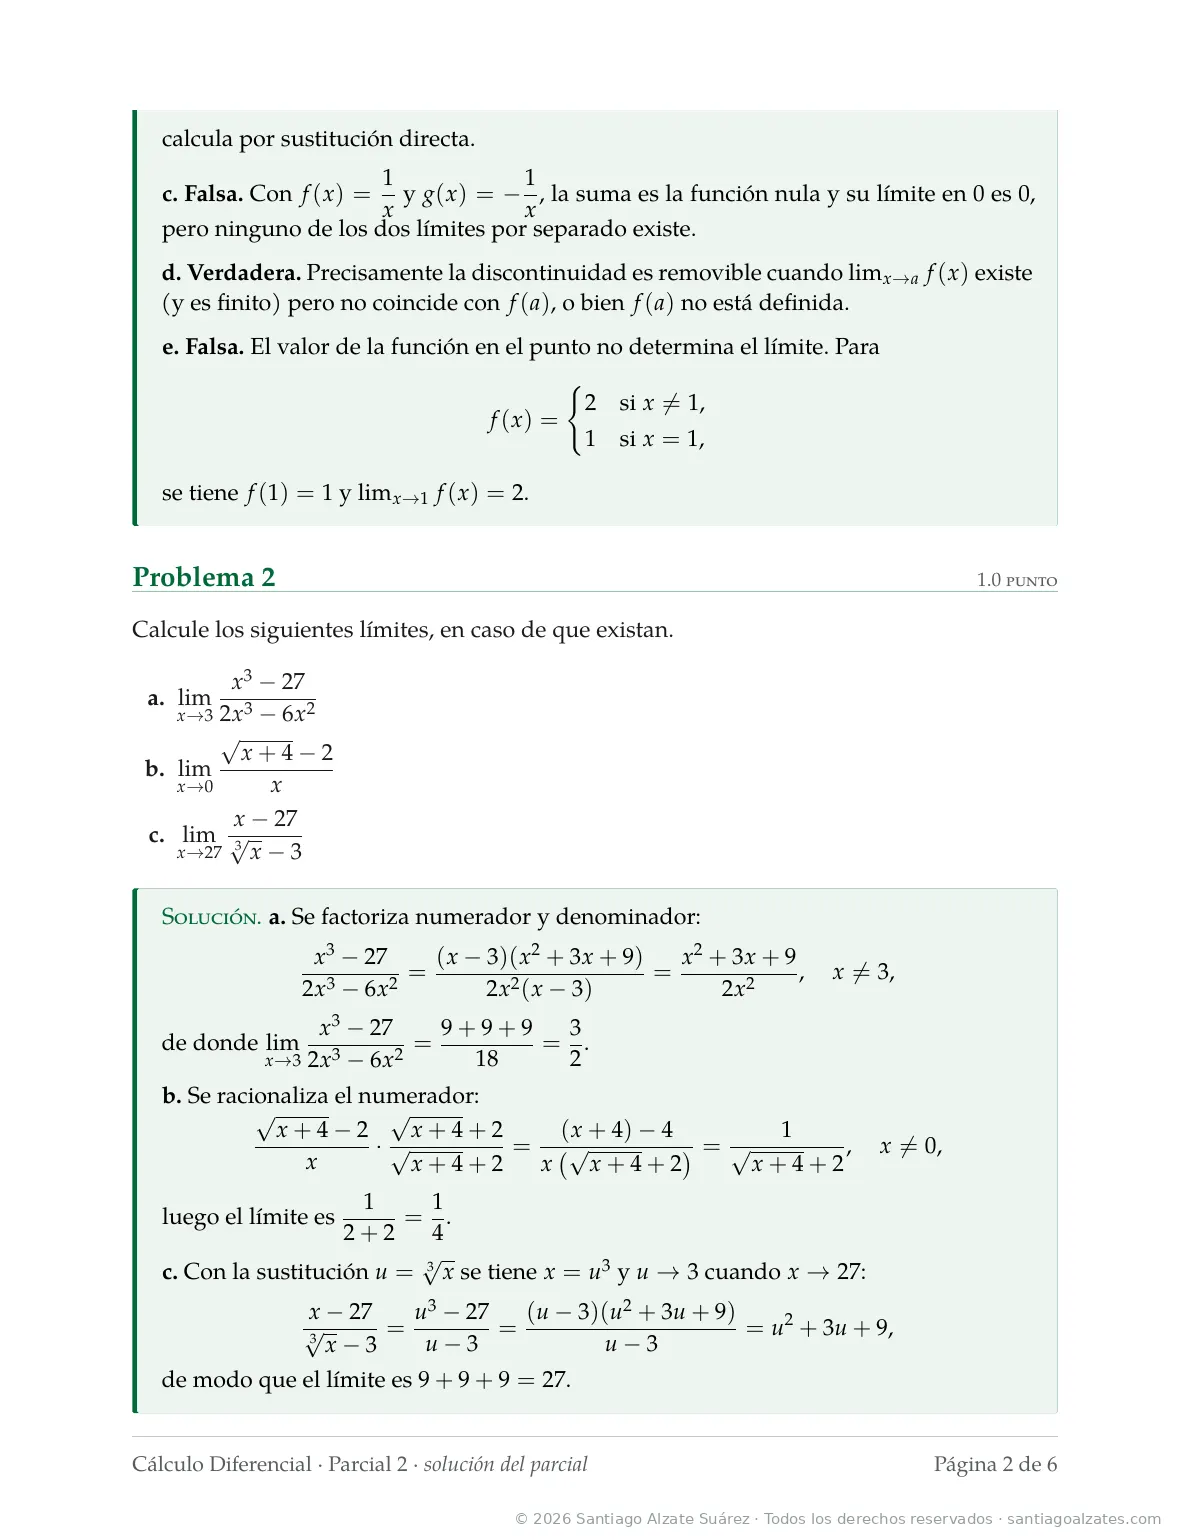 calcula por sustitución directa.
c. Falsa. Con f(x) = 1/x y g(x) = −1/x, la suma es la función nula y su límite en 0 es 0,
pero ninguno de los dos límites por separado existe.
d. Verdadera. Precisamente la discontinuidad es removible cuando lim_{x→a} f(x) existe
(y es finito) pero no coincide con f(a), o bien f(a) no está definida.
e. Falsa. El valor de la función en el punto no determina el límite. Para
f(x) = { 2 si x ≠ 1,
1 si x = 1,
se tiene f(1) = 1 y lim_{x→1} f(x) = 2.
Problema 2 1.0 PUNTO
Calcule los siguientes límites, en caso de que existan.
a. lim_{x→3} (x³ − 27)/(2x³ − 6x²)
b. lim_{x→0} (√(x + 4) − 2)/x
c. lim_{x→27} (x − 27)/(∛x − 3)
Solución. a. Se factoriza numerador y denominador:
(x³ − 27)/(2x³ − 6x²) = ((x − 3)(x² + 3x + 9))/(2x²(x − 3)) = (x² + 3x + 9)/(2x²), x ≠ 3,
de donde lim_{x→3} (x³ − 27)/(2x³ − 6x²) = (9 + 9 + 9)/18 = 3/2.
b. Se racionaliza el numerador:
(√(x + 4) − 2)/x · (√(x + 4) + 2)/(√(x + 4) + 2) = ((x + 4) − 4)/(x (√(x + 4) + 2)) = 1/(√(x + 4) + 2), x ≠ 0,
luego el límite es 1/(2 + 2) = 1/4.
c. Con la sustitución u = ∛x se tiene x = u³ y u → 3 cuando x → 27:
(x − 27)/(∛x − 3) = (u³ − 27)/(u − 3) = ((u − 3)(u² + 3u + 9))/(u − 3) = u² + 3u + 9,
de modo que el límite es 9 + 9 + 9 = 27.
Cálculo Diferencial · Parcial 2 · solución del parcial Página 2 de 6
© 2026 Santiago Alzate Suárez · Todos los derechos reservados · santiagoalzates.com